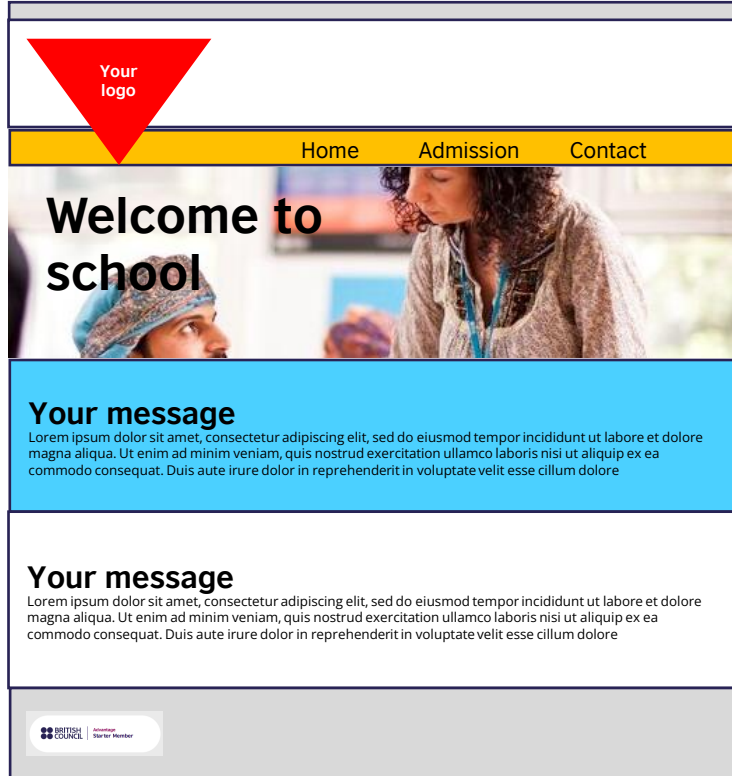 Your
logo
Home Admission Contact
Welcome to
school
Your message
Lorem ipsum dolor sit amet, consectetur adipiscing elit, sed do eiusmod tempor incididunt ut labore et dolore
magna aliqua. Ut enim ad minim veniam, quis nostrud exercitation ullamco laboris nisi ut aliquip ex ea
commodo consequat. Duis aute irure dolor in reprehenderit in voluptate velit esse cillum dolore
Your message
Lorem ipsum dolor sit amet, consectetur adipiscing elit, sed do eiusmod tempor incididunt ut labore et dolore
magna aliqua. Ut enim ad minim veniam, quis nostrud exercitation ullamco laboris nisi ut aliquip ex ea
commodo consequat. Duis aute irure dolor in reprehenderit in voluptate velit esse cillum dolore
BRITISH
COUNCIL
Advantage
Starter Member